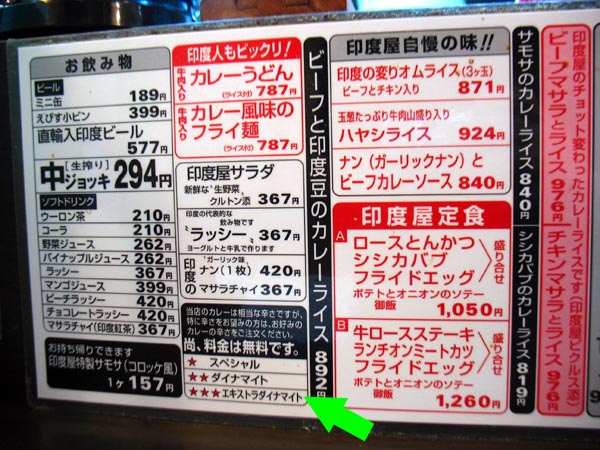 お飲み物
ビール
ミニ缶 189円
えびす小ビン 399円
直輸入印度ビール
577円
[生搾り]
中ジョッキ 294円
ソフトドリンク
ウーロン茶 210円
コーラ 210円
野菜ジュース 262円
パイナップルジュース 262円
ラッシー 367円
マンゴジュース 399円
ピーチラッシー 420円
チョコレートラッシー 420円
マサラチャイ(印度紅茶) 367円
お持ち帰りできます
印度屋特製サモサ(コロッケ風)
1ヶ 157円
印度人もビックリ!
牛肉入り カレーうどん
(ライス付) 787円
牛肉入り カレー風味の
フライ麺
(ライス付) 787円
印度屋サラダ
新鮮な"生野菜"
クルトン添 367円
印度の代表的な
飲み物です
ラッシー 367円
ヨーグルトと牛乳で作ります
印度の
"ガーリック味"
ナン(1枚) 420円
マサラチャイ 367円
当店のカレーは相当な辛さですが、
特に辛さをお望みの方は、お好みの
カレーの辛さをご注文ください。
尚、料金は無料です。
★ スペシャル
★★ ダイナマイト
★★★ エキストラダイナマイト
ビーフと印度豆のカレーライス 892円
印度屋自慢の味!!
印度の変りオムライス(3ヶ玉)
ビーフとチキン入り 871円
玉葱たっぷり牛肉山盛り入り
ハヤシライス 924円
ナン(ガーリックナン)と
ビーフカレーソース 840円
印度屋定食
A
ロースとんかつ
シシカバブ
フライドエッグ
盛り合せ
ポテトとオニオンのソテー
御飯
1,050円
B
牛ロースステーキ
ランチオンミートカツ
フライドエッグ
盛り合せ
ポテトとオニオンのソテー
御飯
1,260円
サモサのカレーライス 840円
シシカバブのカレーライス 819円
ビーフマサラとライス 976円
チキンマサラとライス 976円
印度屋のチョット変わったカレーライスです(印度屋ピクルス添)